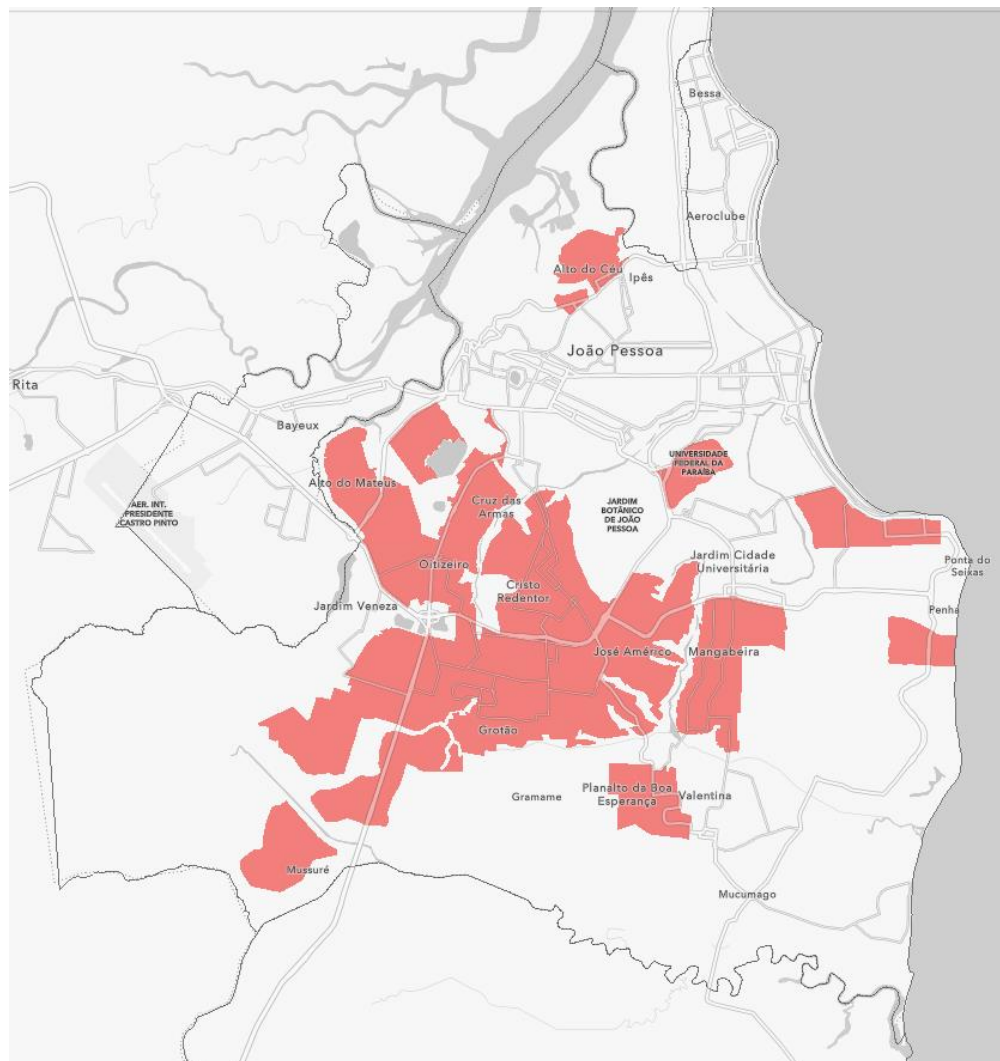 Bessa
Aeroclube
Alto do Céu
Ipês
João Pessoa
Rita
Bayeux
UNIVERSIDADE
FEDERAL DA
PARAÍBA
Alto do Mateus
Cruz das
Armas
JARDIM
BOTÂNICO
DE JOÃO
PESSOA
AER. INT.
PRESIDENTE
CASTRO PINTO
Jardim Cidade
Universitária
Ponta do
Seixas
Oitizeiro
Cristo
Redentor
Jardim Veneza
Penha
José Américo
Mangabeira
Grotão
Planalto da Boa
Esperança
Valentina
Gramame
Mussuré
Mucumago